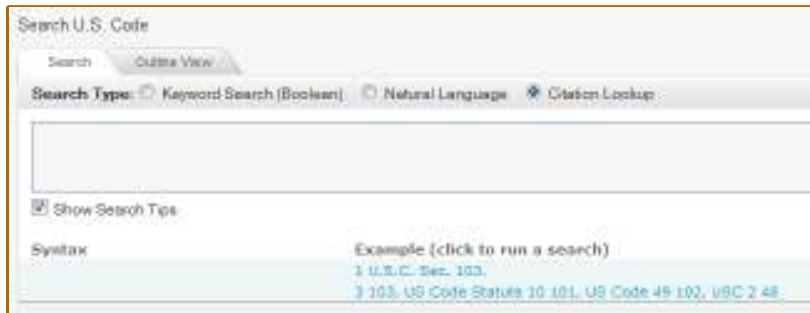 Search U.S. Code
Search Outline View
Search Type: Keyword Search (Boolean) Natural Language Citation Lookup
Show Search Tips
Syntax Example (click to run a search)
1 U.S.C. Sec. 103.
3 103, US Code Statute 10 101, US Code 49 102, USC 2 48